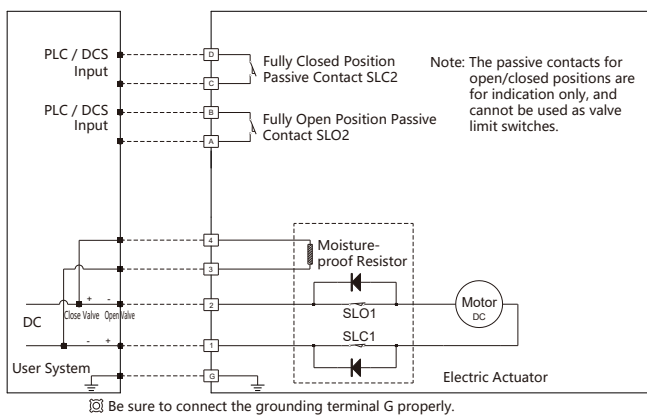 PLC / DCS
Input
D
C
Fully Closed Position
Passive Contact SLC2
Note: The passive contacts for
open/closed positions are
for indication only, and
cannot be used as valve
limit switches.
PLC / DCS
Input
B
A
Fully Open Position Passive
Contact SLO2
4
3
Moisture-
proof Resistor
+ -
DC
Close Valve Open Valve
- +
2
1
SLO1
SLC1
Motor
DC
User System
G
Electric Actuator
Be sure to connect the grounding terminal G properly.